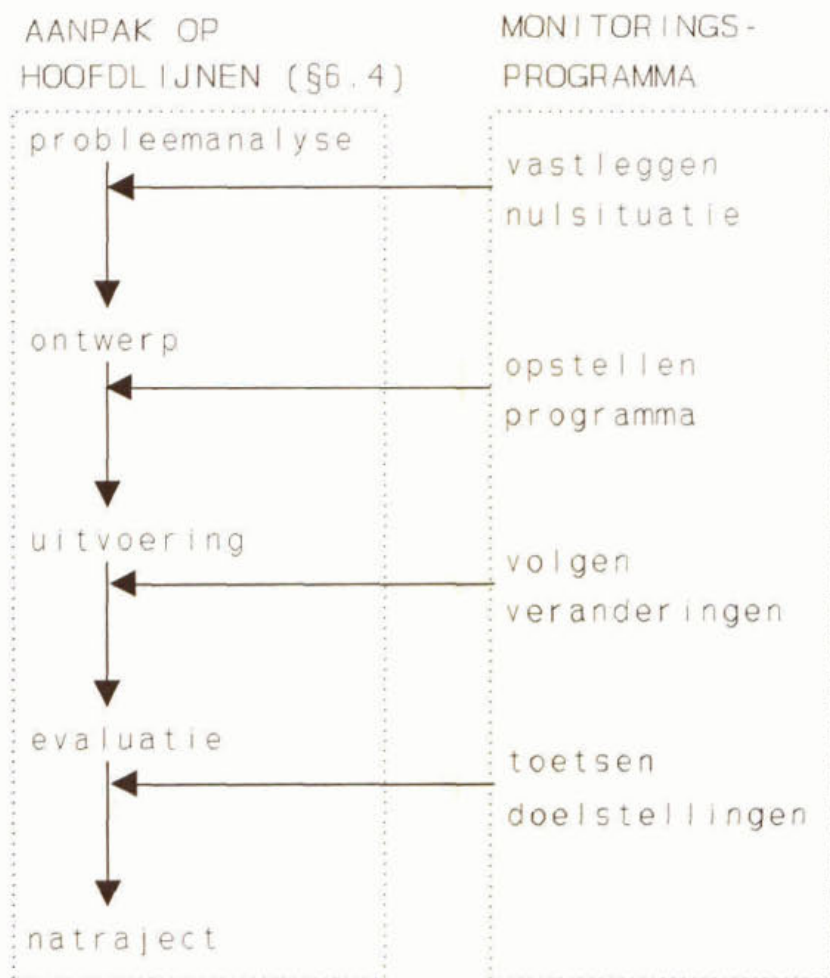 AANPAK OP
HOOFDLIJNEN (§6.4)
probleemanalyse
ontwerp
uitvoering
evaluatie
natraject
MONITORINGS-
PROGRAMMA
vastleggen
nulsituatie
opstellen
programma
volgen
veranderingen
toetsen
doelstellingen